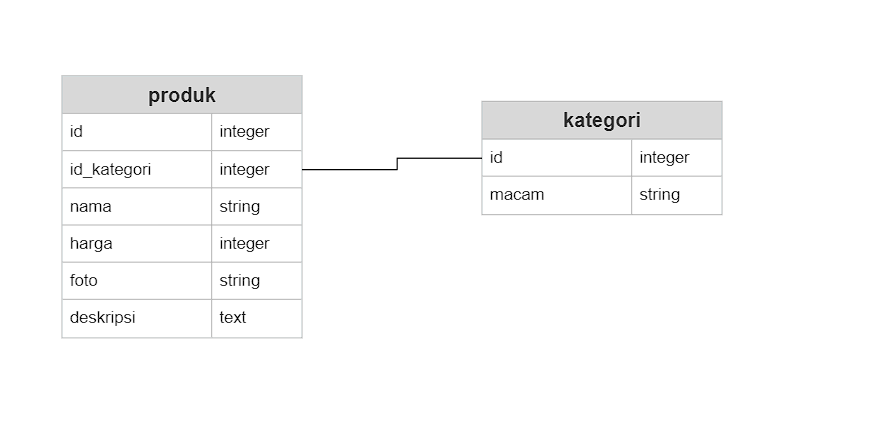 produk
id integer
id_kategori integer
nama string
harga integer
foto string
deskripsi text
kategori
id integer
macam string